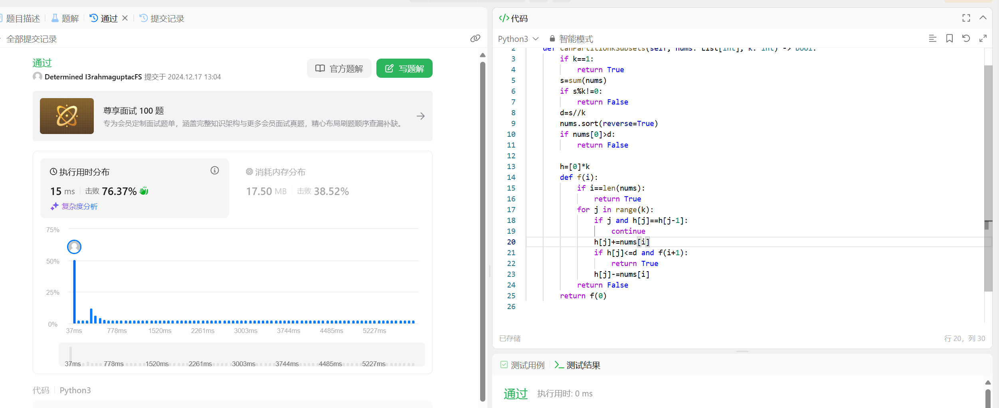 题目描述
题解
通过
提交记录
全部提交记录
通过
Determined I3rahmaguptacFS 提交于 2024.12.17 13:04
官方题解
写题解
尊享面试 100 题
专为会员定制面试题单，涵盖完整知识架构与更多会员面试真题，精心布局刷题顺序查漏补缺。
执行用时分布
15 ms 击败 76.37%
复杂度分析
消耗内存分布
17.50 MB 击败 38.52%
75%
50%
25%
0%
37ms 778ms 1520ms 2261ms 3003ms 3744ms 4485ms 5227ms
37ms 778ms 1520ms 2261ms 3003ms 3744ms 4485ms 5227ms
代码 Python3
</> 代码
Python3 智能模式
2 def canPartitionKSubsets(self, nums: List[int], k: int) -> bool:
3 if k==1:
4 return True
5 s=sum(nums)
6 if s%k!=0:
7 return False
8 d=s//k
9 nums.sort(reverse=True)
10 if nums[0]>d:
11 return False
12
13 h=[0]*k
14 def f(i):
15 if i==len(nums):
16 return True
17 for j in range(k):
18 if j and h[j]==h[j-1]:
19 continue
20 h[j]+=nums[i]
21 if h[j]<=d and f(i+1):
22 return True
23 h[j]-=nums[i]
24 return False
25 return f(0)
26
已存储
行 20，列 30
测试用例
测试结果
通过 执行用时: 0 ms